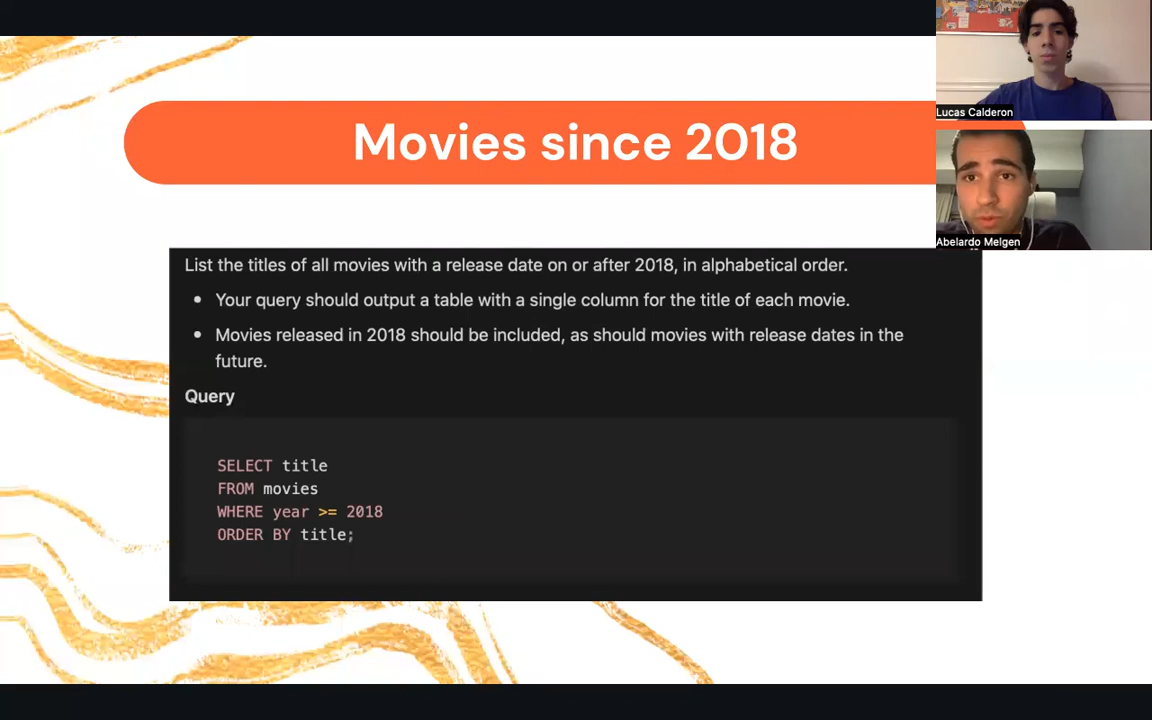 Movies since 2018
Lucas Calderon
Abelardo Melgen
List the titles of all movies with a release date on or after 2018, in alphabetical order.
• Your query should output a table with a single column for the title of each movie.
• Movies released in 2018 should be included, as should movies with release dates in the
future.
Query
SELECT title
FROM movies
WHERE year >= 2018
ORDER BY title;